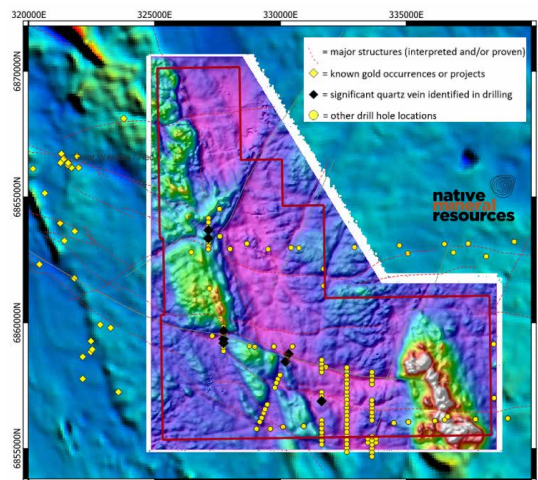 320000E 325000E 330000E 335000E
= major structures (interpreted and/or proven)
= known gold occurrences or projects
= significant quartz vein identified in drilling
= other drill hole locations
native
mineral
resources
6870000N
6865000N
6860000N
6855000N